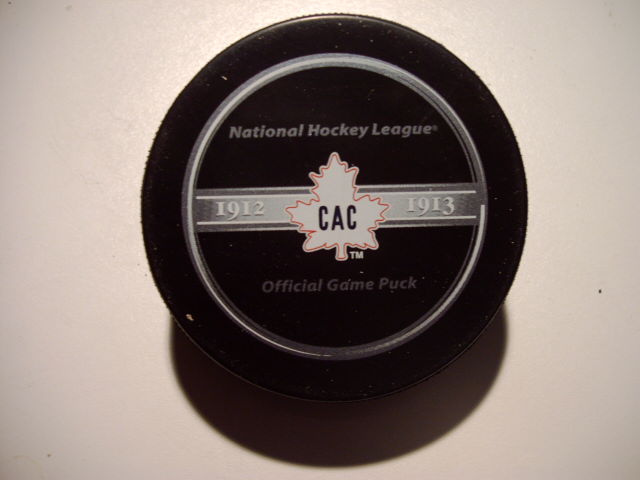 National Hockey League®
1912 CAC 1913
TM
Official Game Puck